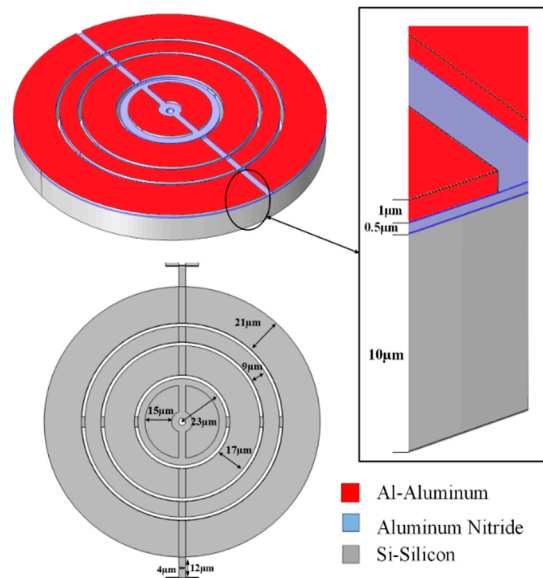 1μm
0.5μm
10μm
21μm
9μm
15μm
23μm
17μm
4μm
12μm
Al-Aluminum
Aluminum Nitride
Si-Silicon